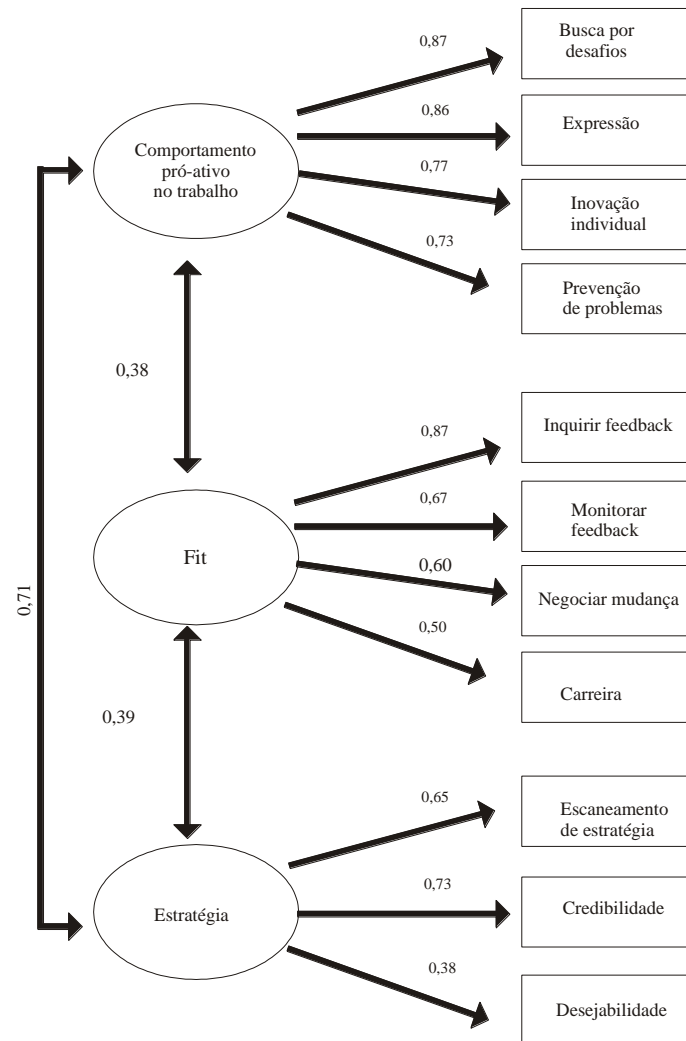 0,87
Busca por
desafios
0,86
Expressão
Comportamento
pró-ativo
no trabalho
0,77
Inovação
individual
0,73
Prevenção
de problemas
0,38
0,87
Inquirir feedback
0,67
Monitorar
feedback
Fit
0,60
Negociar mudança
0,71
0,50
Carreira
0,39
0,65
Escaneamento
de estratégia
0,73
Credibilidade
Estratégia
0,38
Desejabilidade